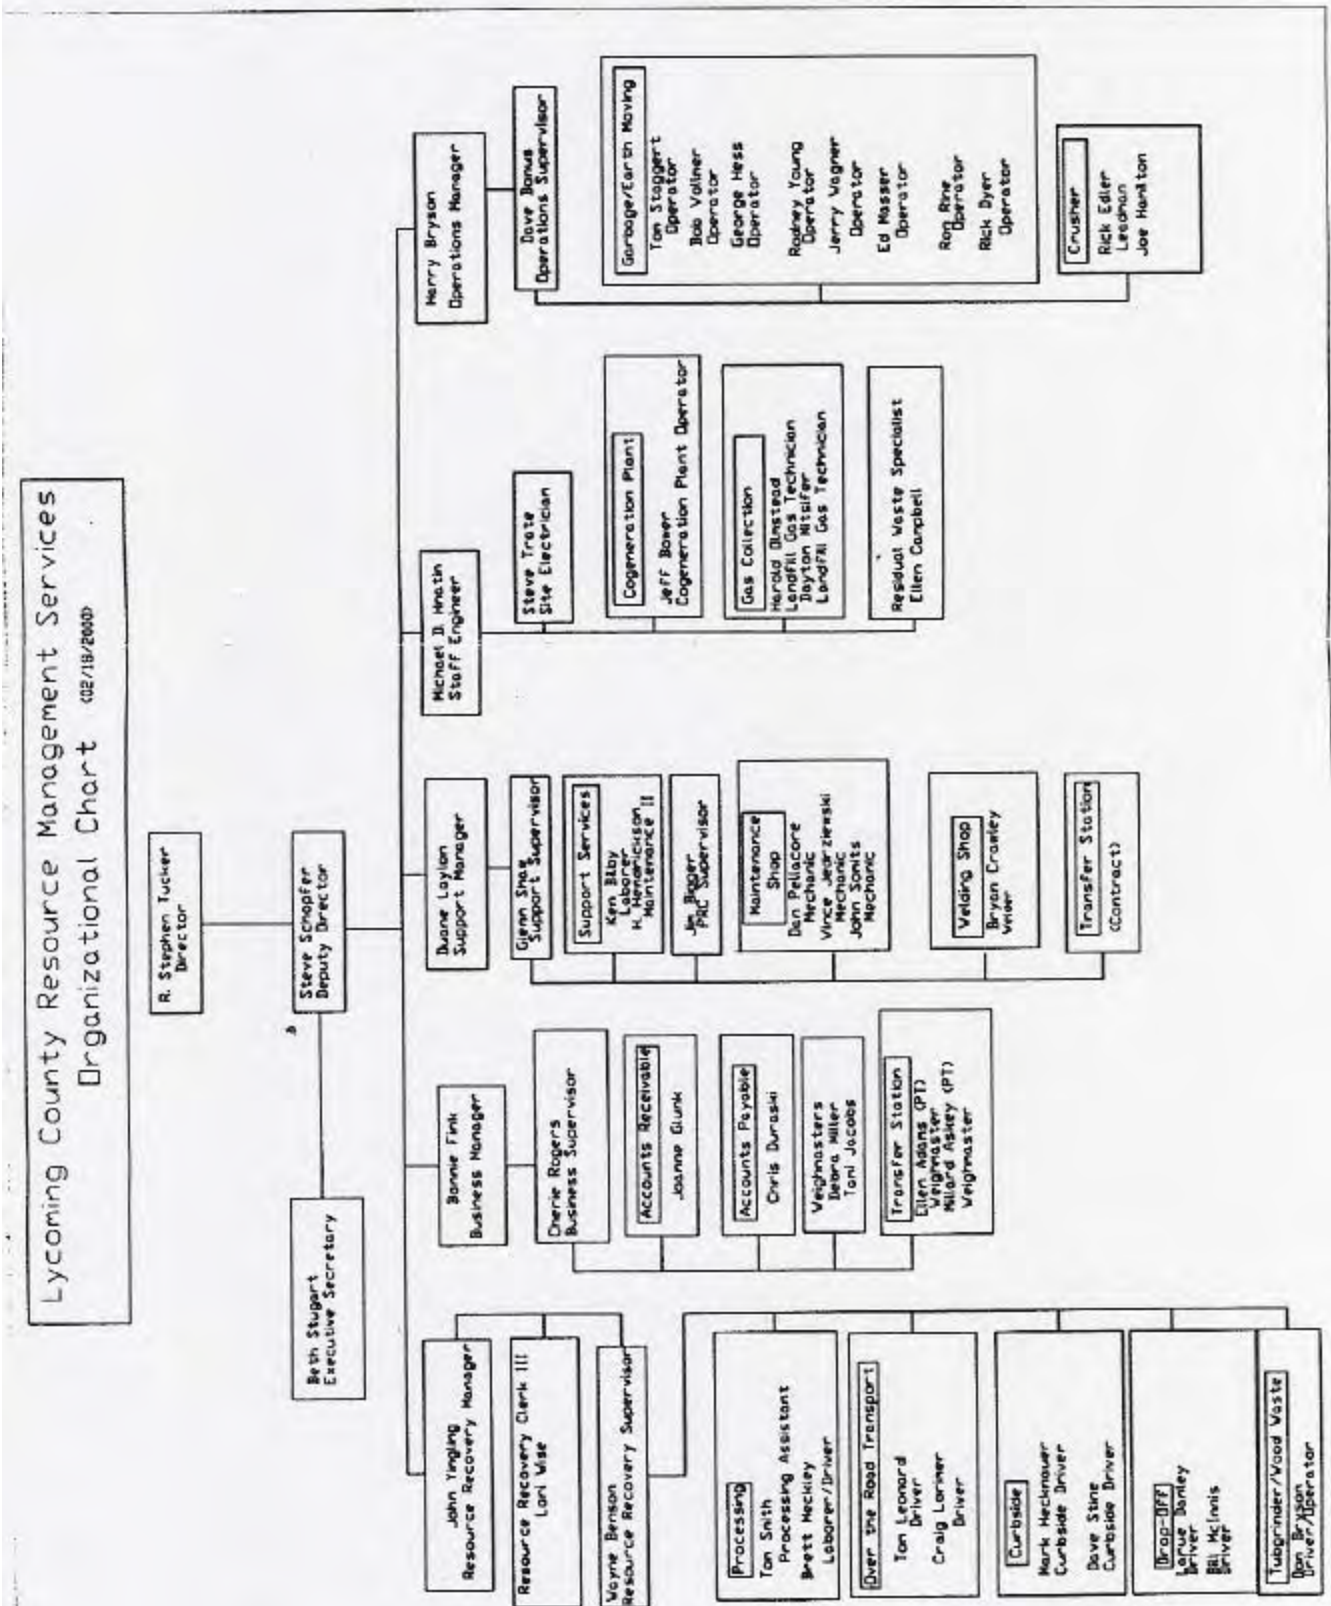 Lycoming County Resource Management Services
Organizational Chart (02/18/2000)
R. Stephen Tucker
Director
Steve Schopfer
Deputy Director
Beth Stugart
Executive Secretary
John Yingling
Resource Recovery Manager
Resource Recovery Clerk III
Lori Wise
Wayne Benson
Resource Recovery Supervisor
Processing
Tom Smith
Processing Assistant
Brett Heckley
Laborer/Driver
Over the Road Transport
Tom Leonard
Driver
Craig Lorimer
Driver
Curbside
Mark Hecknauer
Curbside Driver
Dave Stine
Curbside Driver
Drop-Off
Larue Danley
Driver
Bill McInnis
Driver
Tubgrinder/Wood Waste
Don Bryson
Driver/Operator
Bonnie Fink
Business Manager
Cherie Rogers
Business Supervisor
Accounts Receivable
Joanne Glunk
Accounts Payable
Chris Duraski
Weighmasters
Debra Miller
Toni Jacobs
Transfer Station
Ellen Adams (PT)
Weighmaster
Millard Askey (PT)
Weighmaster
Duane Laylon
Support Manager
Glenn Shae
Support Supervisor
Support Services
Ken Bilby
Laborer
H. Hendrickson
Maintenance II
Jim Bigger
PRC Supervisor
Maintenance
Shop
Dan Pellacore
Mechanic
Vince Jedrziewski
Mechanic
John Sonits
Mechanic
Welding Shop
Bryan Crawley
Welder
Transfer Station
(Contract)
Michael D. Hnatin
Staff Engineer
Steve Trate
Site Electrician
Cogeneration Plant
Jeff Bower
Cogeneration Plant Operator
Gas Collection
Harold Olmstead
Landfill Gas Technician
Dayton Nitsifer
Landfill Gas Technician
Residual Waste Specialist
Ellen Campbell
Harry Bryson
Operations Manager
Dave Bonus
Operations Supervisor
Garbage/Earth Moving
Tom Staggert
Operator
Bob Vollmer
Operator
George Hess
Operator
Rodney Young
Operator
Jerry Wagner
Operator
Ed Masser
Operator
Ron Rine
Operator
Rick Dyer
Operator
Crusher
Rick Edler
Leadman
Joe Hamilton